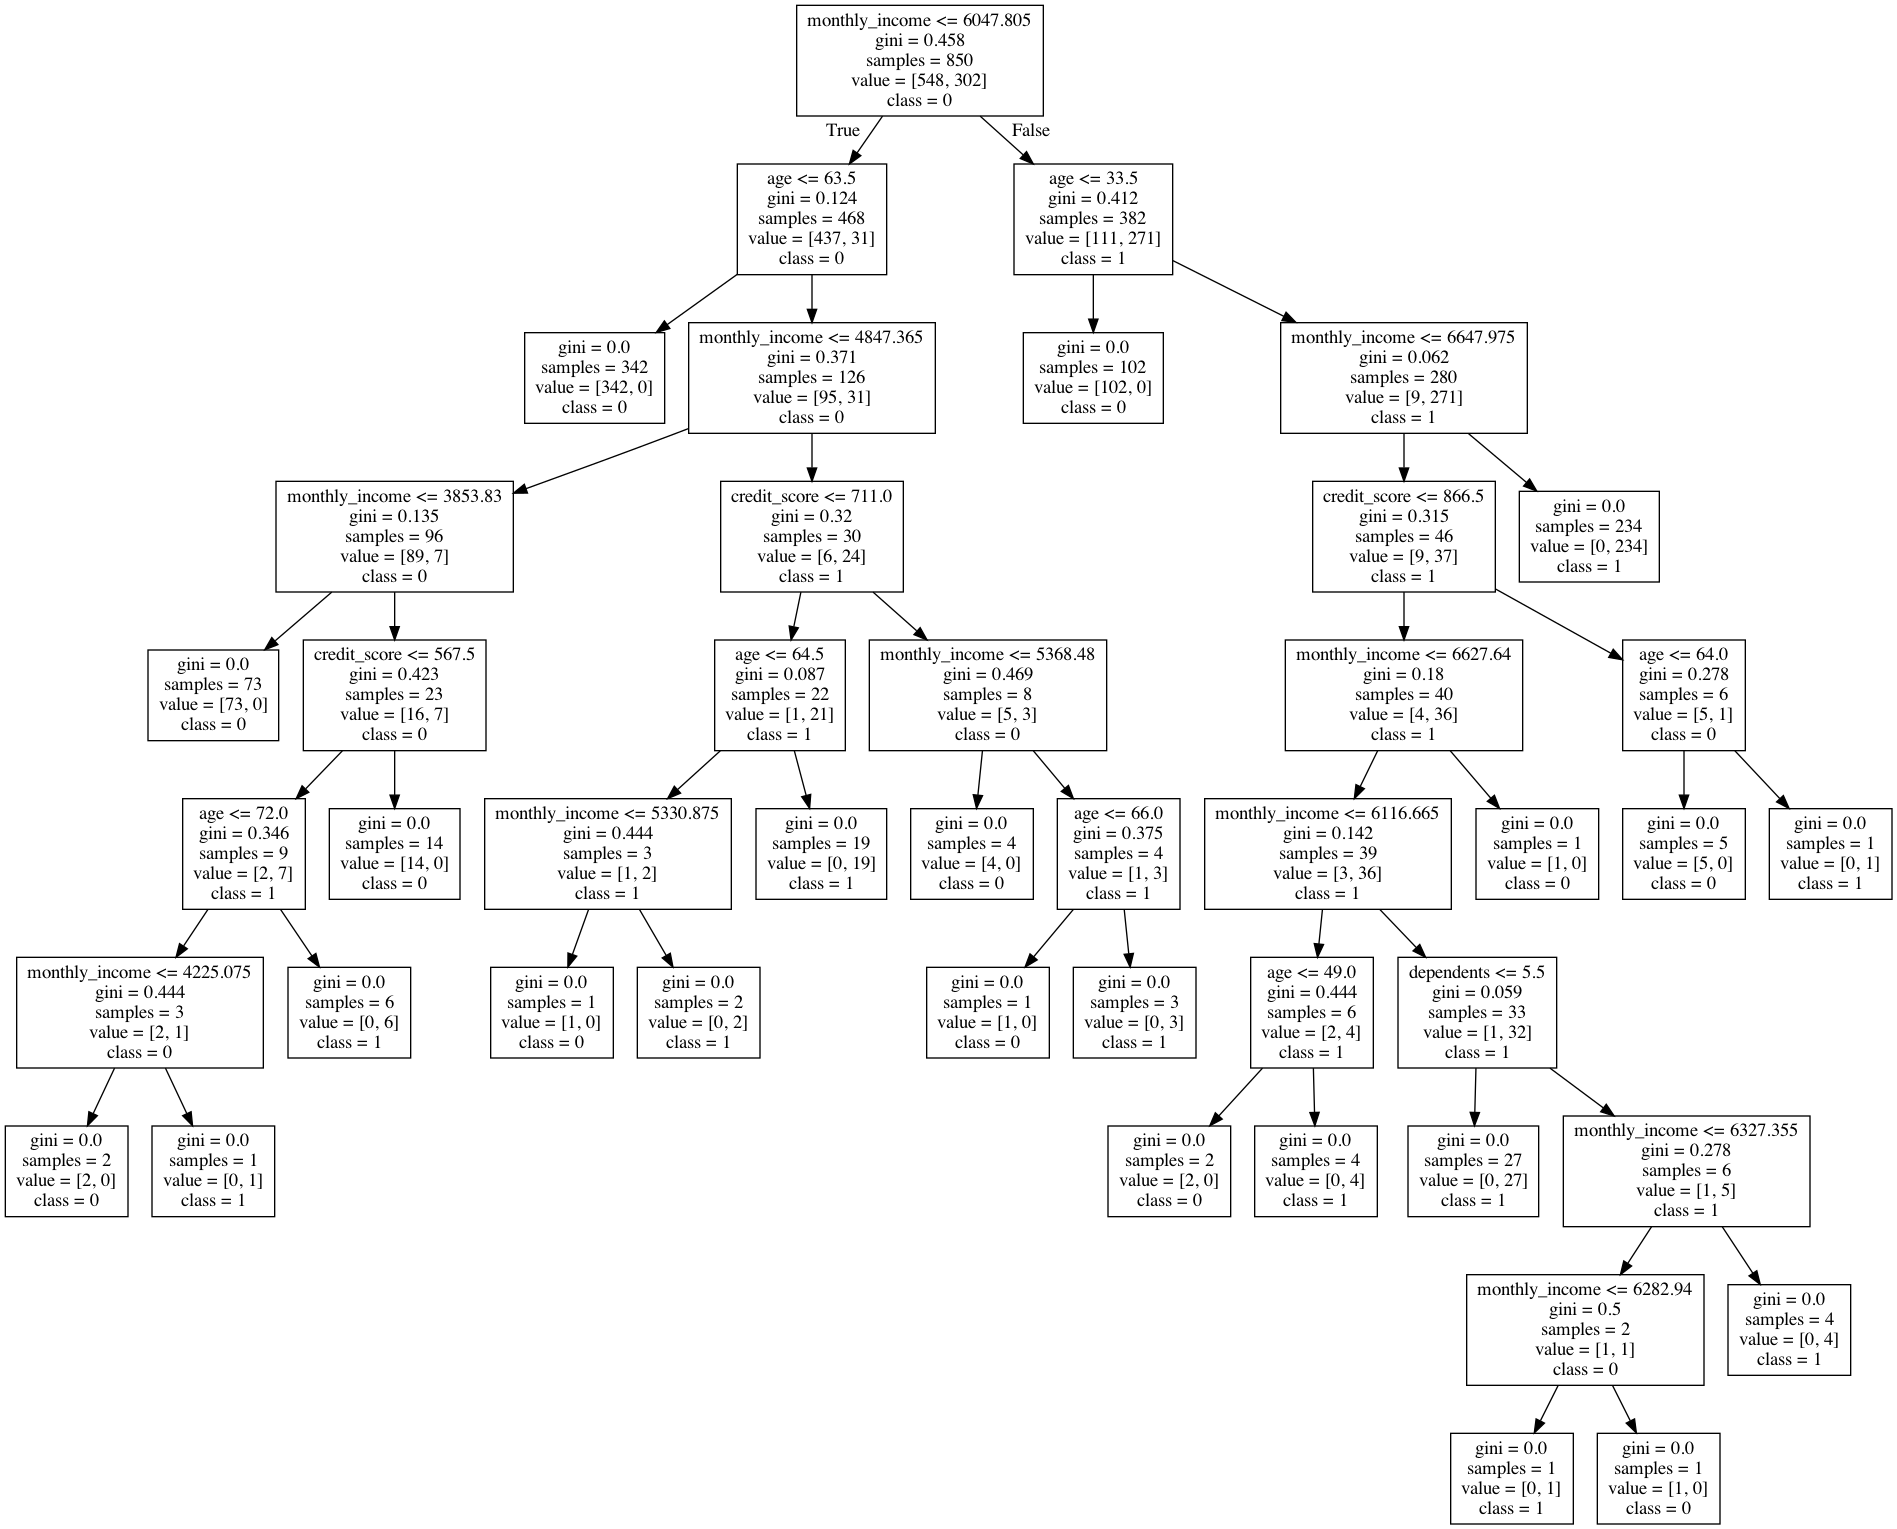 monthly_income <= 6047.805
gini = 0.458
samples = 850
value = [548, 302]
class = 0
True
False
age <= 63.5
gini = 0.124
samples = 468
value = [437, 31]
class = 0
age <= 33.5
gini = 0.412
samples = 382
value = [111, 271]
class = 1
gini = 0.0
samples = 342
value = [342, 0]
class = 0
monthly_income <= 4847.365
gini = 0.371
samples = 126
value = [95, 31]
class = 0
gini = 0.0
samples = 102
value = [102, 0]
class = 0
monthly_income <= 6647.975
gini = 0.062
samples = 280
value = [9, 271]
class = 1
monthly_income <= 3853.83
gini = 0.135
samples = 96
value = [89, 7]
class = 0
credit_score <= 711.0
gini = 0.32
samples = 30
value = [6, 24]
class = 1
credit_score <= 866.5
gini = 0.315
samples = 46
value = [9, 37]
class = 1
gini = 0.0
samples = 234
value = [0, 234]
class = 1
gini = 0.0
samples = 73
value = [73, 0]
class = 0
credit_score <= 567.5
gini = 0.423
samples = 23
value = [16, 7]
class = 0
age <= 64.5
gini = 0.087
samples = 22
value = [1, 21]
class = 1
monthly_income <= 5368.48
gini = 0.469
samples = 8
value = [5, 3]
class = 0
monthly_income <= 6627.64
gini = 0.18
samples = 40
value = [4, 36]
class = 1
age <= 64.0
gini = 0.278
samples = 6
value = [5, 1]
class = 0
age <= 72.0
gini = 0.346
samples = 9
value = [2, 7]
class = 1
gini = 0.0
samples = 14
value = [14, 0]
class = 0
monthly_income <= 5330.875
gini = 0.444
samples = 3
value = [1, 2]
class = 1
gini = 0.0
samples = 19
value = [0, 19]
class = 1
gini = 0.0
samples = 4
value = [4, 0]
class = 0
age <= 66.0
gini = 0.375
samples = 4
value = [1, 3]
class = 1
monthly_income <= 6116.665
gini = 0.142
samples = 39
value = [3, 36]
class = 1
gini = 0.0
samples = 1
value = [1, 0]
class = 0
gini = 0.0
samples = 5
value = [5, 0]
class = 0
gini = 0.0
samples = 1
value = [0, 1]
class = 1
monthly_income <= 4225.075
gini = 0.444
samples = 3
value = [2, 1]
class = 0
gini = 0.0
samples = 6
value = [0, 6]
class = 1
gini = 0.0
samples = 1
value = [1, 0]
class = 0
gini = 0.0
samples = 2
value = [0, 2]
class = 1
gini = 0.0
samples = 1
value = [1, 0]
class = 0
gini = 0.0
samples = 3
value = [0, 3]
class = 1
age <= 49.0
gini = 0.444
samples = 6
value = [2, 4]
class = 1
dependents <= 5.5
gini = 0.059
samples = 33
value = [1, 32]
class = 1
gini = 0.0
samples = 2
value = [2, 0]
class = 0
gini = 0.0
samples = 1
value = [0, 1]
class = 1
gini = 0.0
samples = 2
value = [2, 0]
class = 0
gini = 0.0
samples = 4
value = [0, 4]
class = 1
gini = 0.0
samples = 27
value = [0, 27]
class = 1
monthly_income <= 6327.355
gini = 0.278
samples = 6
value = [1, 5]
class = 1
monthly_income <= 6282.94
gini = 0.5
samples = 2
value = [1, 1]
class = 0
gini = 0.0
samples = 4
value = [0, 4]
class = 1
gini = 0.0
samples = 1
value = [0, 1]
class = 1
gini = 0.0
samples = 1
value = [1, 0]
class = 0